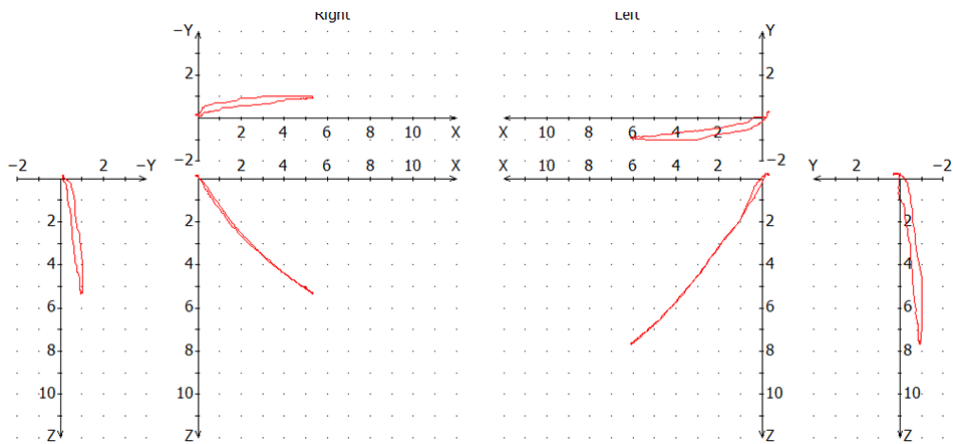 Right Left
-Y Y
2 2
2 4 6 8 10 X X 10 8 6 4 2
-2 -2
-2 2 -Y X X Y 2 -2
2 4 6 8 10 10 8 6 4 2
2 2 2 2
4 4 4 4
6 6 6 6
8 8 8 8
10 10 10 10
Z Z Z Z